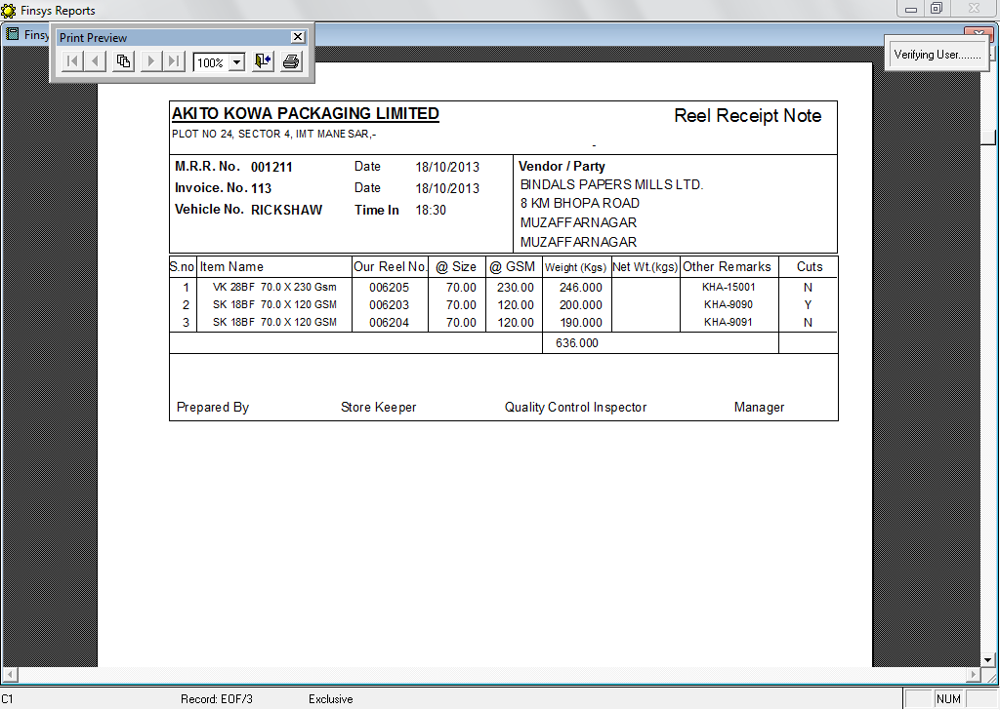 Finsys Reports
Finsy
Print Preview
100%
Verifying User........
AKITO KOWA PACKAGING LIMITED
Reel Receipt Note
PLOT NO 24, SECTOR 4, IMT MANESAR,-
-
M.R.R. No. 001211 Date 18/10/2013
Invoice. No. 113 Date 18/10/2013
Vehicle No. RICKSHAW Time In 18:30
Vendor / Party
BINDALS PAPERS MILLS LTD.
8 KM BHOPA ROAD
MUZAFFARNAGAR
MUZAFFARNAGAR
S.no Item Name Our Reel No. @ Size @ GSM Weight (Kgs) Net Wt.(kgs) Other Remarks Cuts
1 VK 28BF 70.0 X 230 Gsm 006205 70.00 230.00 246.000 KHA-15001 N
2 SK 18BF 70.0 X 120 GSM 006203 70.00 120.00 200.000 KHA-9090 Y
3 SK 18BF 70.0 X 120 GSM 006204 70.00 120.00 190.000 KHA-9091 N
636.000
Prepared By Store Keeper Quality Control Inspector Manager
C1 Record: EOF/3 Exclusive NUM